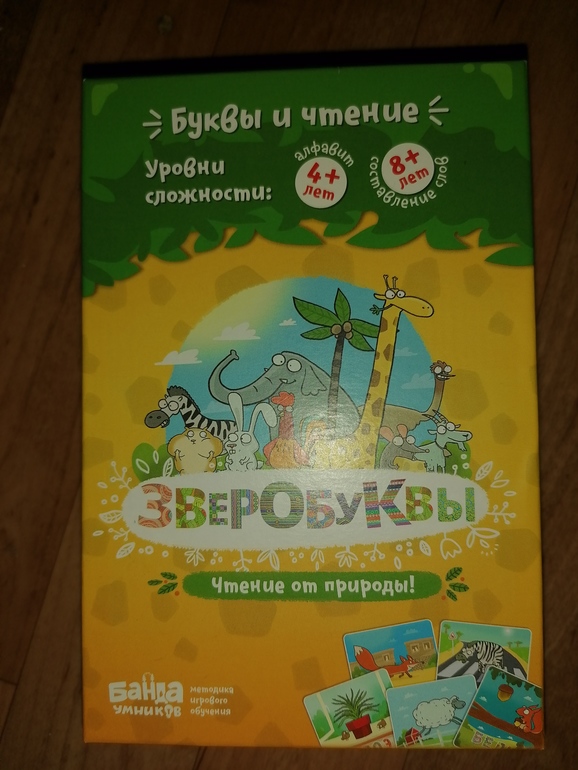 Буквы и чтение
Уровни
сложности:
алфавит
4+
лет
8+
лет
составление слов
ЗВЕРОБУКВЫ
Чтение от природы!
БАНДА
УМНИКОВ
методика
игрового
обучения